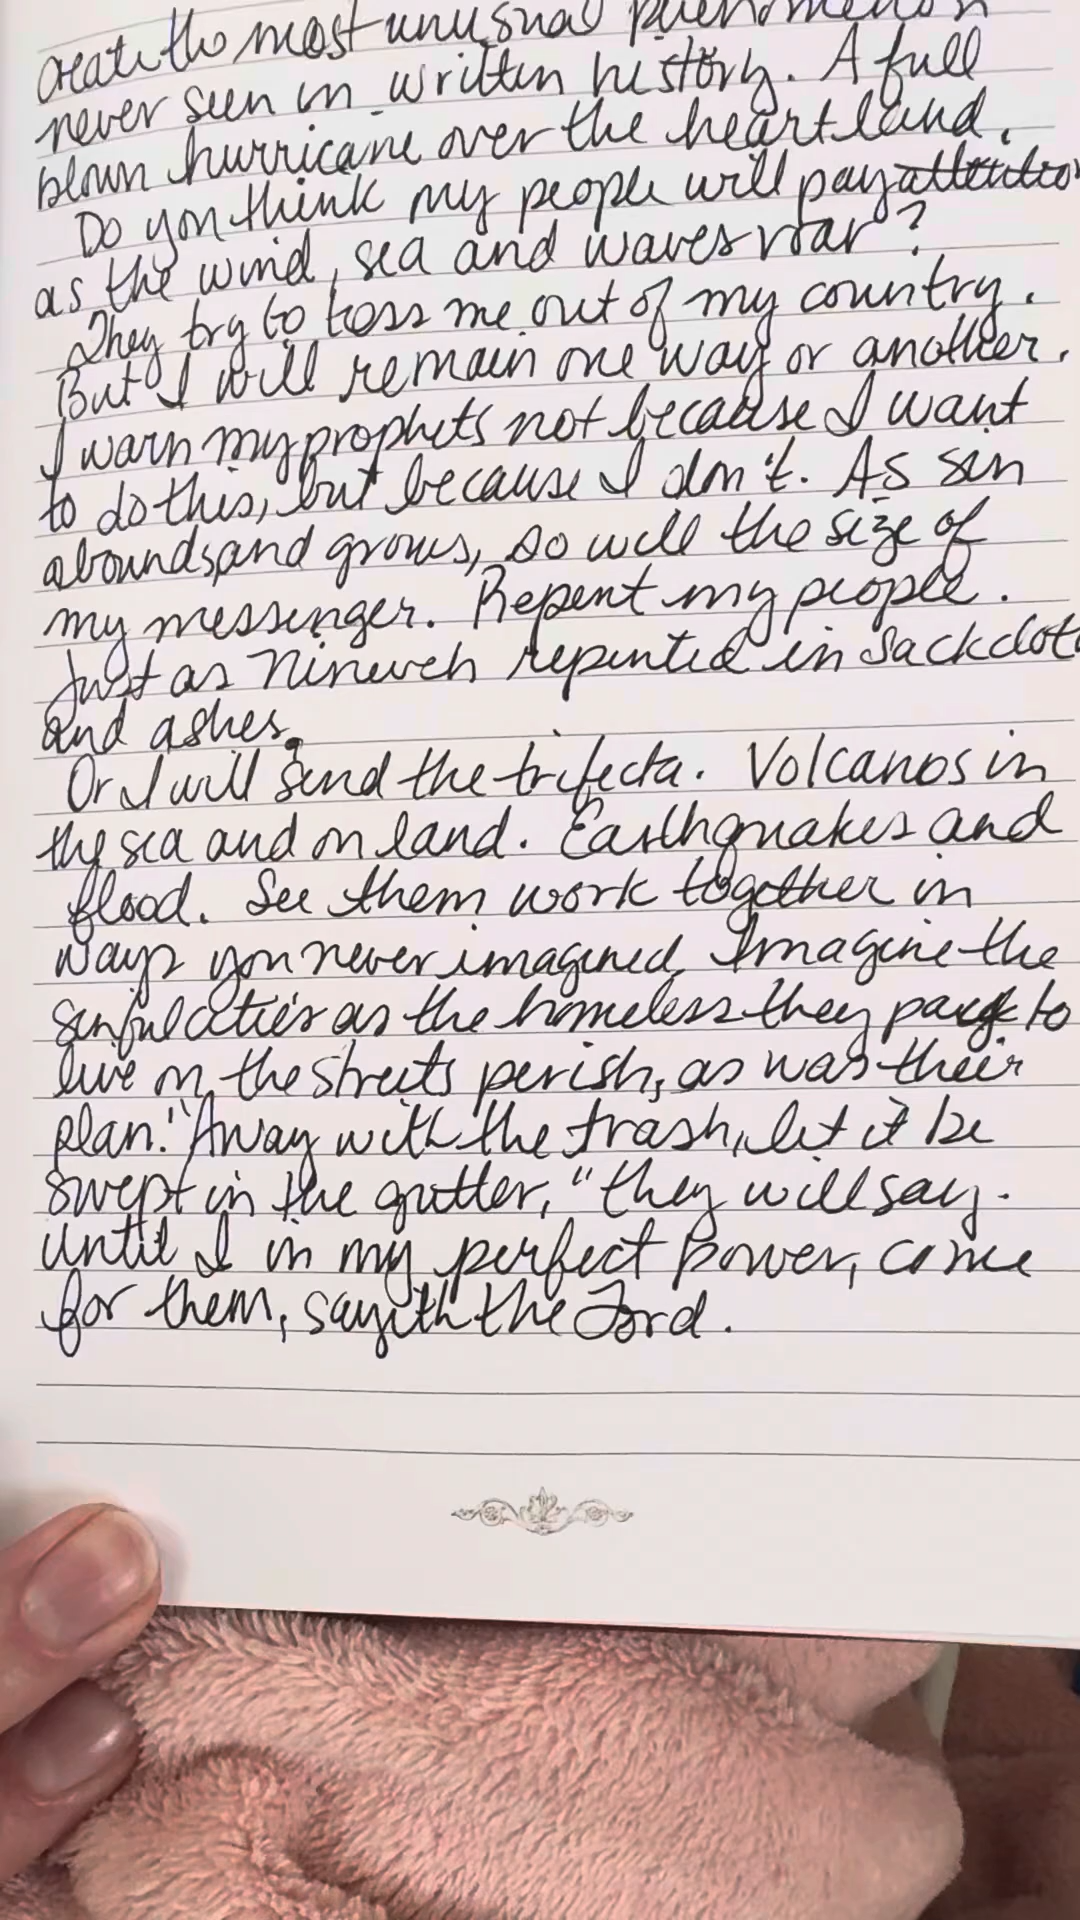 create the most unusual phenomenon
never seen in written history. A full
blown hurricane over the heartland.
Do you think my people will pay attention
as the wind, sea and waves roar?
They try to toss me out of my country.
But I will remain one way or another.
I warn my prophets not because I want
to do this, but because I don't. As sin
abounds, and grows, so will the size of
my messenger. Repent my people.
Just as Nineveh repented in Sackcloth
and ashes.
Or I will send the trifecta. Volcanos in
the sea and on land. Earthquakes and
flood. See them work together in
ways you never imagined. Imagine the
sinful cities as the homeless they pay to
live on the streets perish, as was their
plan. "Away with the trash, let it be
swept in the gutter," they will say.
Until I in my perfect power, come
for them, sayith the Lord.